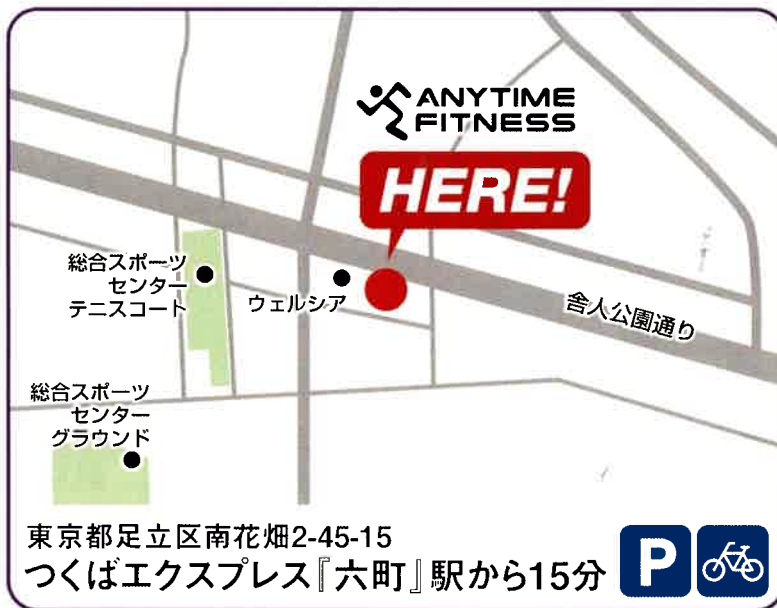 ANYTIME
FITNESS
HERE!
総合スポーツ
センター
テニスコート
ウェルシア
舎人公園通り
総合スポーツ
センター
グラウンド
東京都足立区南花畑2-45-15
つくばエクスプレス『六町』駅から15分
P